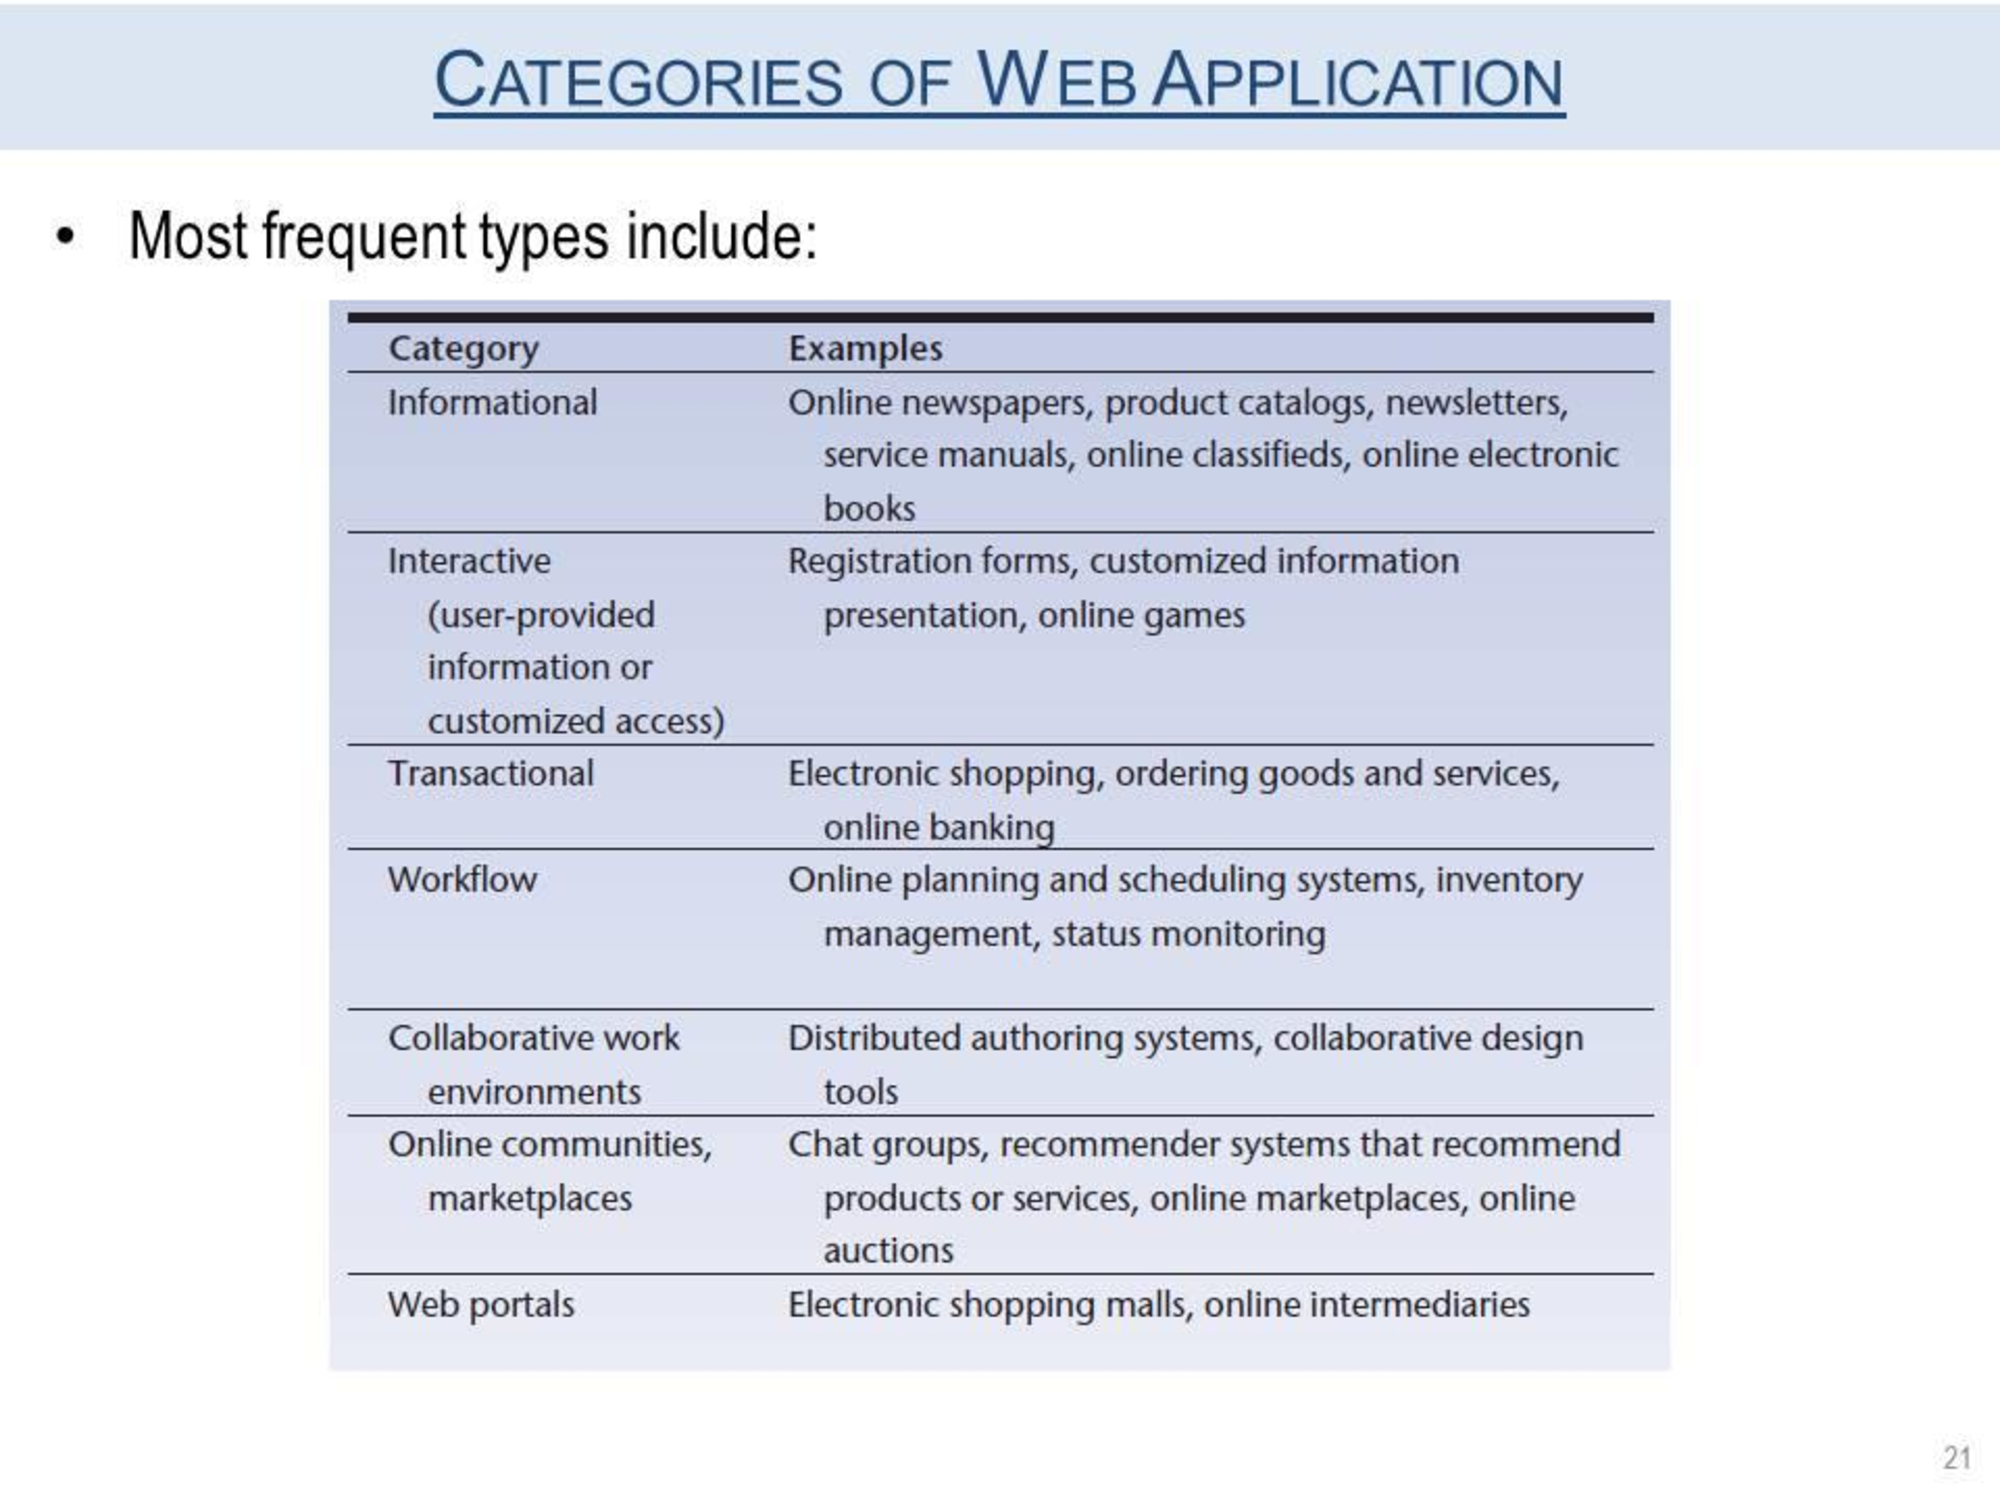 CATEGORIES OF WEB APPLICATION
• Most frequent types include:
Category Examples
Informational Online newspapers, product catalogs, newsletters,
service manuals, online classifieds, online electronic
books
Interactive Registration forms, customized information
(user-provided presentation, online games
information or
customized access)
Transactional Electronic shopping, ordering goods and services,
online banking
Workflow Online planning and scheduling systems, inventory
management, status monitoring
Collaborative work Distributed authoring systems, collaborative design
environments tools
Online communities, Chat groups, recommender systems that recommend
marketplaces products or services, online marketplaces, online
auctions
Web portals Electronic shopping malls, online intermediaries
21